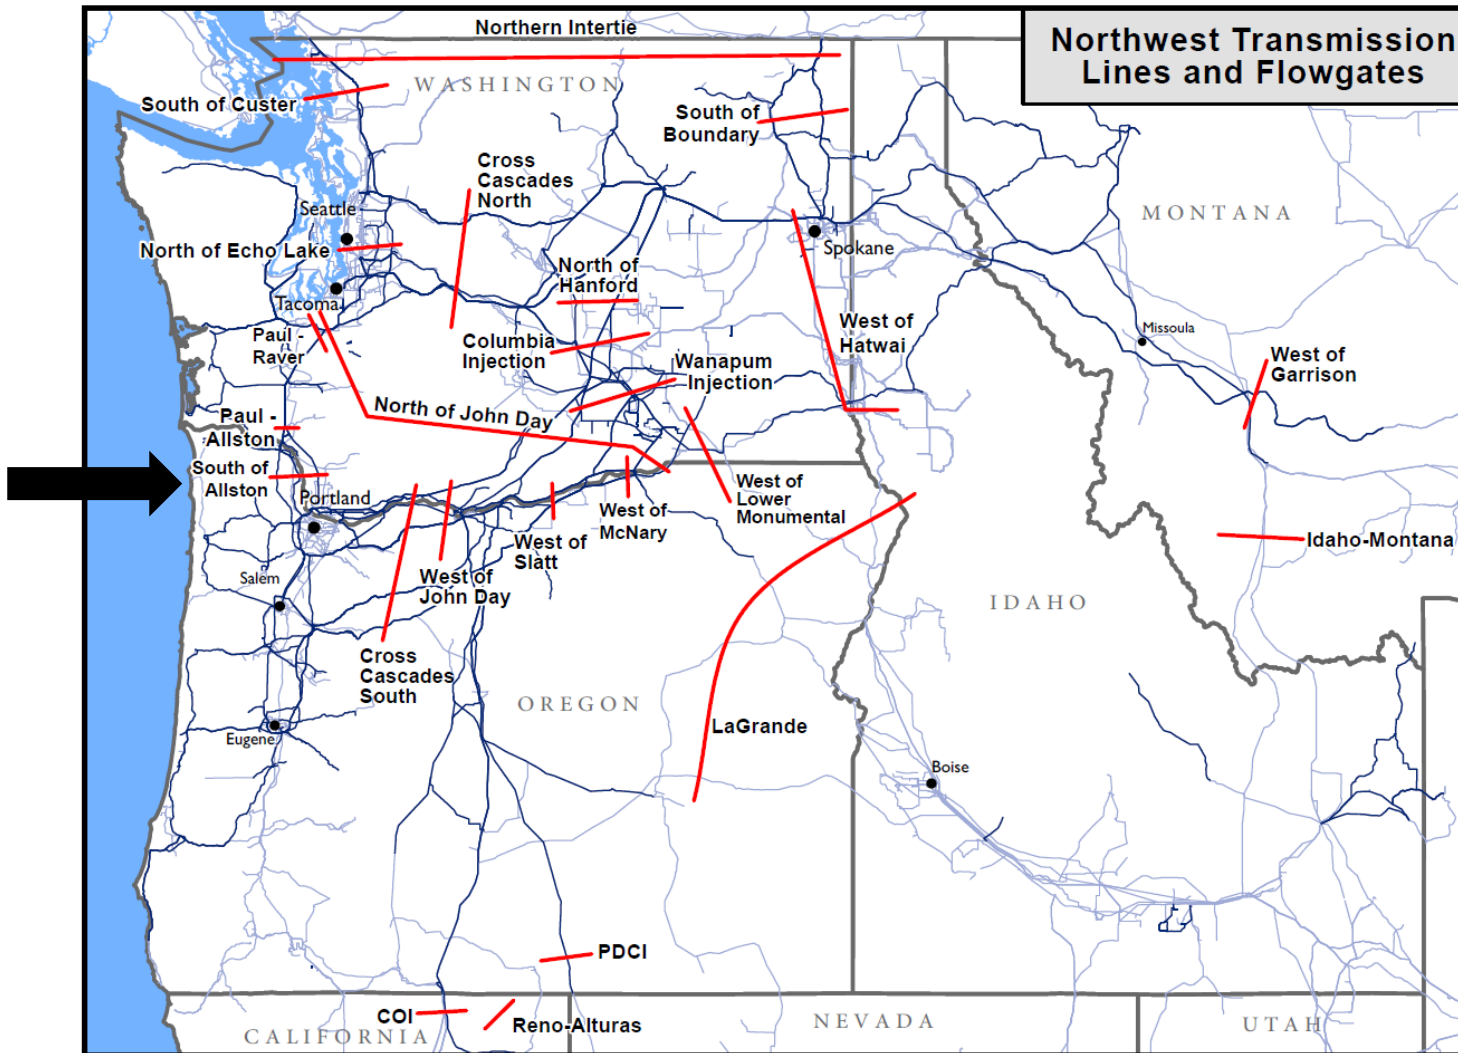 Northwest Transmission
Lines and Flowgates
Northern Intertie
WASHINGTON
South of Custer
South of
Boundary
Cross
Cascades
North
Seattle
MONTANA
North of Echo Lake
Spokane
North of
Hanford
Tacoma
Paul -
Raver
Columbia
Injection
West of
Hatwai
Missoula
West of
Garrison
Wanapum
Injection
North of John Day
Paul -
Allston
South of
Allston
Portland
West of
McNary
West of
Lower
Monumental
West of
Slatt
Idaho-Montana
Salem
West of
John Day
IDAHO
Cross
Cascades
South
OREGON
LaGrande
Eugene
Boise
PDCI
COI
Reno-Alturas
CALIFORNIA
NEVADA
UTAH